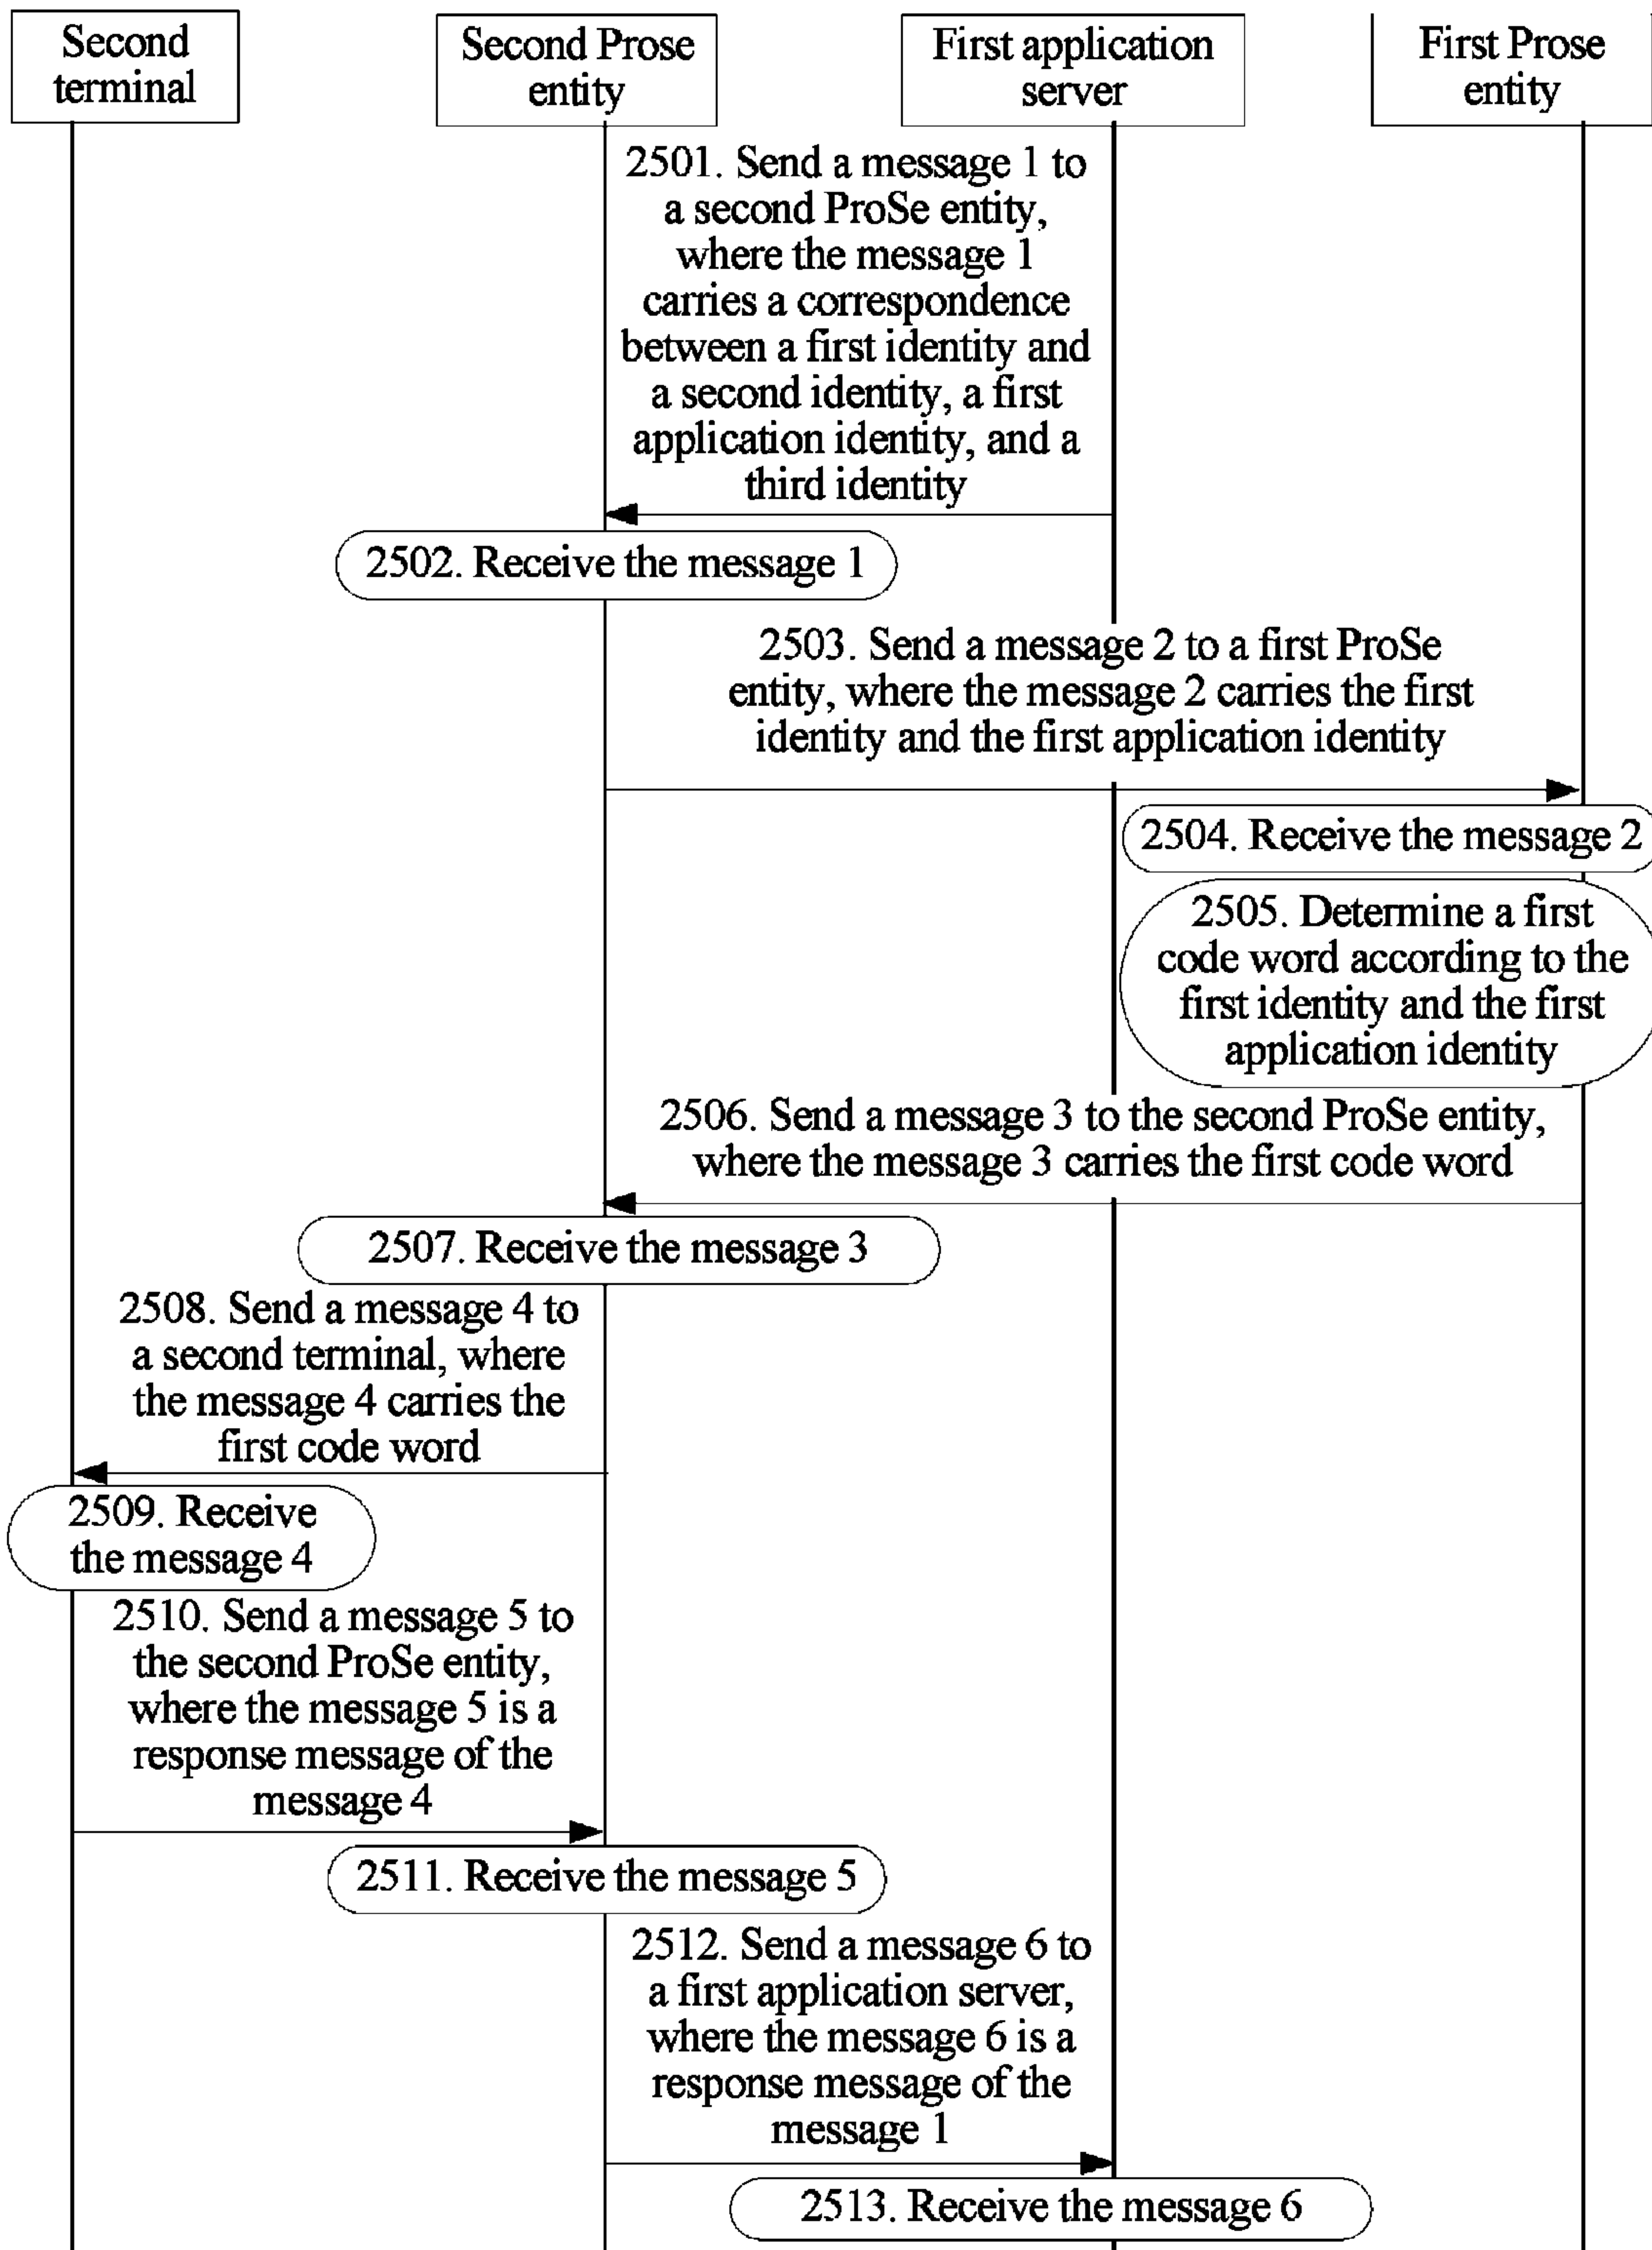 Second
terminal
Second Prose
entity
First application
server
First Prose
entity
2501. Send a message 1 to
a second ProSe entity,
where the message 1
carries a correspondence
between a first identity and
a second identity, a first
application identity, and a
third identity
2502. Receive the message 1
2503. Send a message 2 to a first ProSe
entity, where the message 2 carries the first
identity and the first application identity
2504. Receive the message 2
2505. Determine a first
code word according to the
first identity and the first
application identity
2506. Send a message 3 to the second ProSe entity,
where the message 3 carries the first code word
2507. Receive the message 3
2508. Send a message 4 to
a second terminal, where
the message 4 carries the
first code word
2509. Receive
the message 4
2510. Send a message 5 to
the second ProSe entity,
where the message 5 is a
response message of the
message 4
2511. Receive the message 5
2512. Send a message 6 to
a first application server,
where the message 6 is a
response message of the
message 1
2513. Receive the message 6